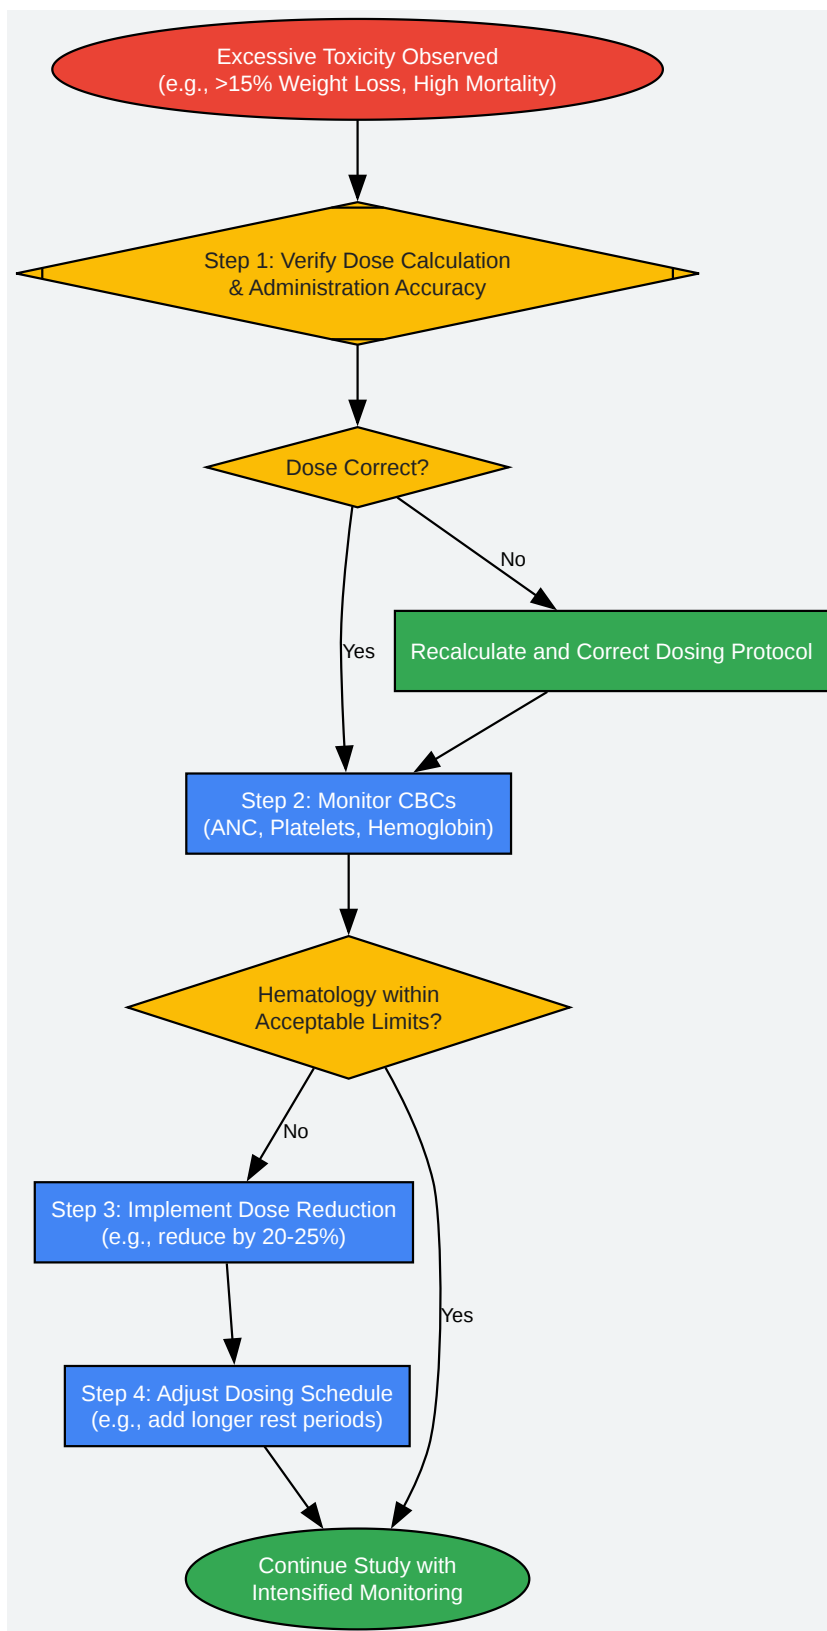 Excessive Toxicity Observed
(e.g., >15% Weight Loss, High Mortality)
Step 1: Verify Dose Calculation
& Administration Accuracy
Dose Correct?
No
Yes
Recalculate and Correct Dosing Protocol
Step 2: Monitor CBCs
(ANC, Platelets, Hemoglobin)
Hematology within
Acceptable Limits?
No
Step 3: Implement Dose Reduction
(e.g., reduce by 20-25%)
Yes
Step 4: Adjust Dosing Schedule
(e.g., add longer rest periods)
Continue Study with
Intensified Monitoring